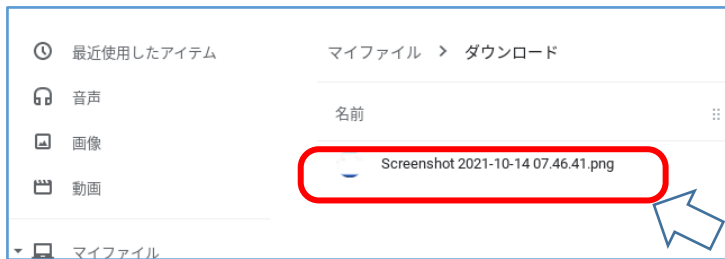 最近使用したアイテム
音声
画像
動画
マイファイル
マイファイル > ダウンロード
名前
Screenshot 2021-10-14 07.46.41.png